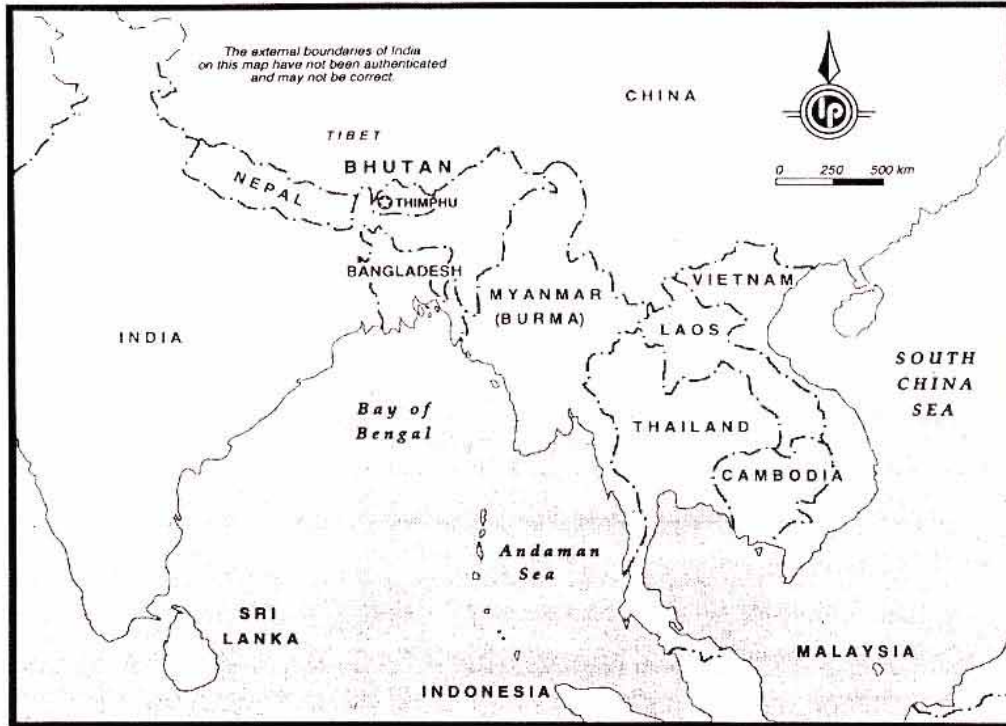 The external boundaries of India
on this map have not been authenticated
and may not be correct.
CHINA
LP
0 250 500 km
TIBET
BHUTAN
NEPAL
THIMPHU
BANGLADESH
MYANMAR
(BURMA)
VIETNAM
LAOS
INDIA
SOUTH
CHINA
SEA
Bay of
Bengal
THAILAND
CAMBODIA
Andaman
Sea
SRI
LANKA
MALAYSIA
INDONESIA